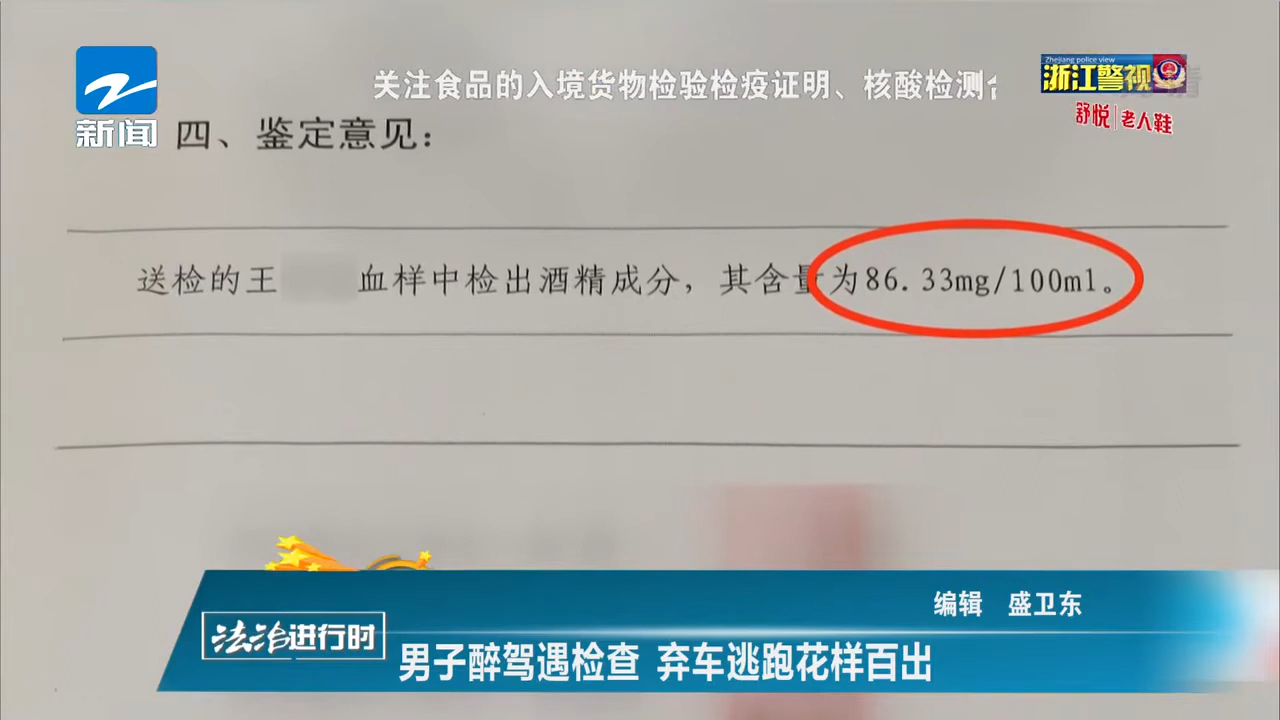 关注食品的入境货物检验检疫证明、核酸检测
Zhejiang police view
浙江警视
舒悦 老人鞋
新闻
四、鉴定意见：
送检的王 血样中检出酒精成分，其含量为86.33mg/100ml。
编辑 盛卫东
法治进行时
男子醉驾遇检查 弃车逃跑花样百出